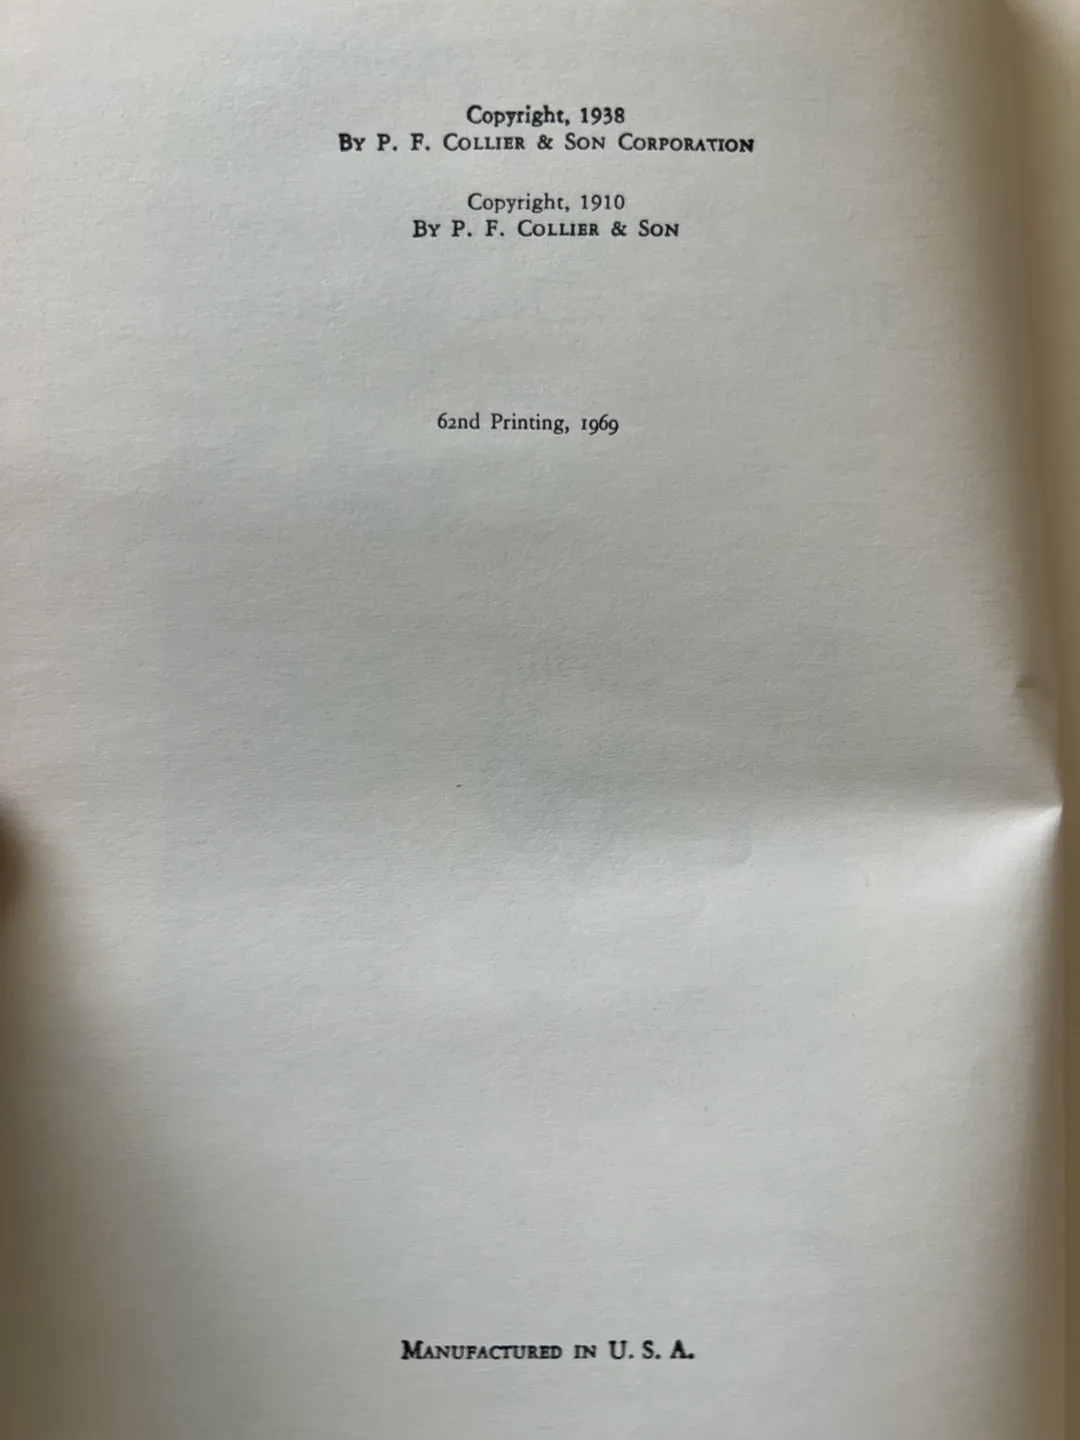 Copyright, 1938
By P. F. Collier & Son Corporation
Copyright, 1910
By P. F. Collier & Son
62nd Printing, 1969
Manufactured in U. S. A.